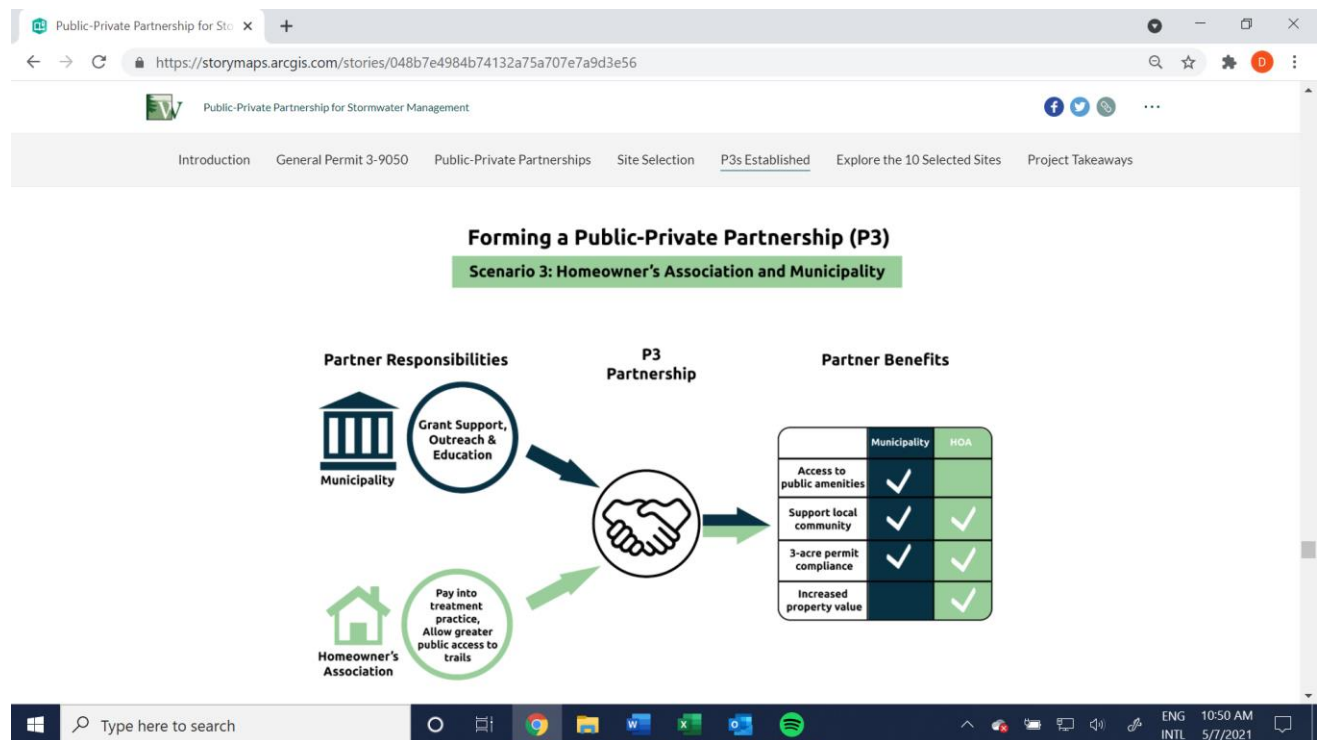 Public-Private Partnership for Sto
https://storymaps.arcgis.com/stories/048b7e4984b74132a75a707e7a9d3e56
D
W
Public-Private Partnership for Stormwater Management
Introduction General Permit 3-9050 Public-Private Partnerships Site Selection P3s Established Explore the 10 Selected Sites Project Takeaways
Forming a Public-Private Partnership (P3)
Scenario 3: Homeowner's Association and Municipality
Partner Responsibilities
P3
Partnership
Partner Benefits
Grant Support,
Outreach &
Education
Municipality
Pay into
treatment
practice,
Allow greater
public access to
trails
Homeowner's
Association
Municipality HOA
Access to
public amenities
Support local
community
3-acre permit
compliance
Increased
property value
Type here to search
ENG
INTL
10:50 AM
5/7/2021